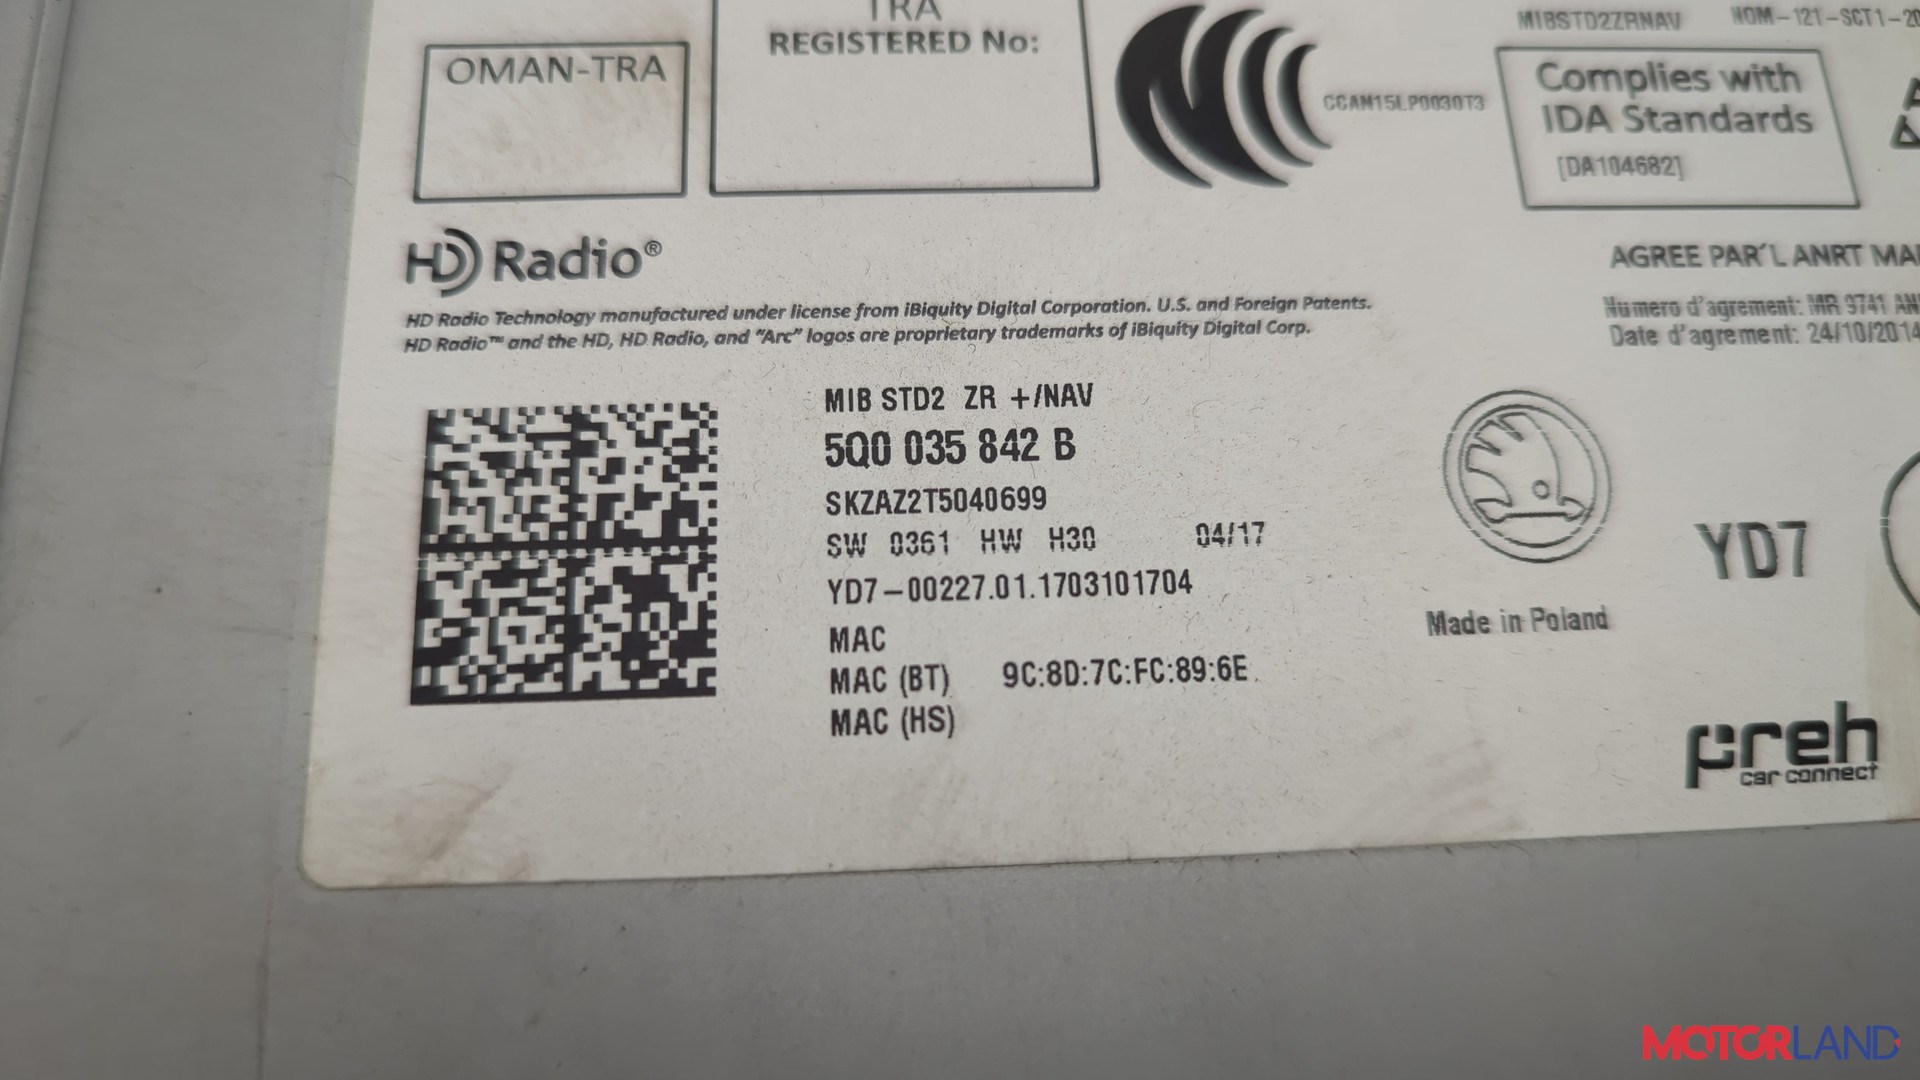 TRA
REGISTERED No:
OMAN-TRA
CCAN15LP0030T3
MIBSTD2ZRNAV NOM-121-SCT1-20
Complies with
IDA Standards
[DA104682]
HD Radio®
HD Radio Technology manufactured under license from iBiquity Digital Corporation. U.S. and Foreign Patents.
HD Radio™ and the HD, HD Radio, and "Arc" logos are proprietary trademarks of iBiquity Digital Corp.
AGREE PAR´L ANRT MA
Numero d'agrement: MR 9741 AN
Date d'agrement: 24/10/2014
MIB STD2 ZR +/NAV
5Q0 035 842 B
SKZAZ2T5040699
SW 0361 HW H30 04/17
YD7-00227.01.1703101704
MAC
MAC (BT) 9C:8D:7C:FC:89:6E
MAC (HS)
YD7
Made in Poland
preh
car connect
MOTORLAND